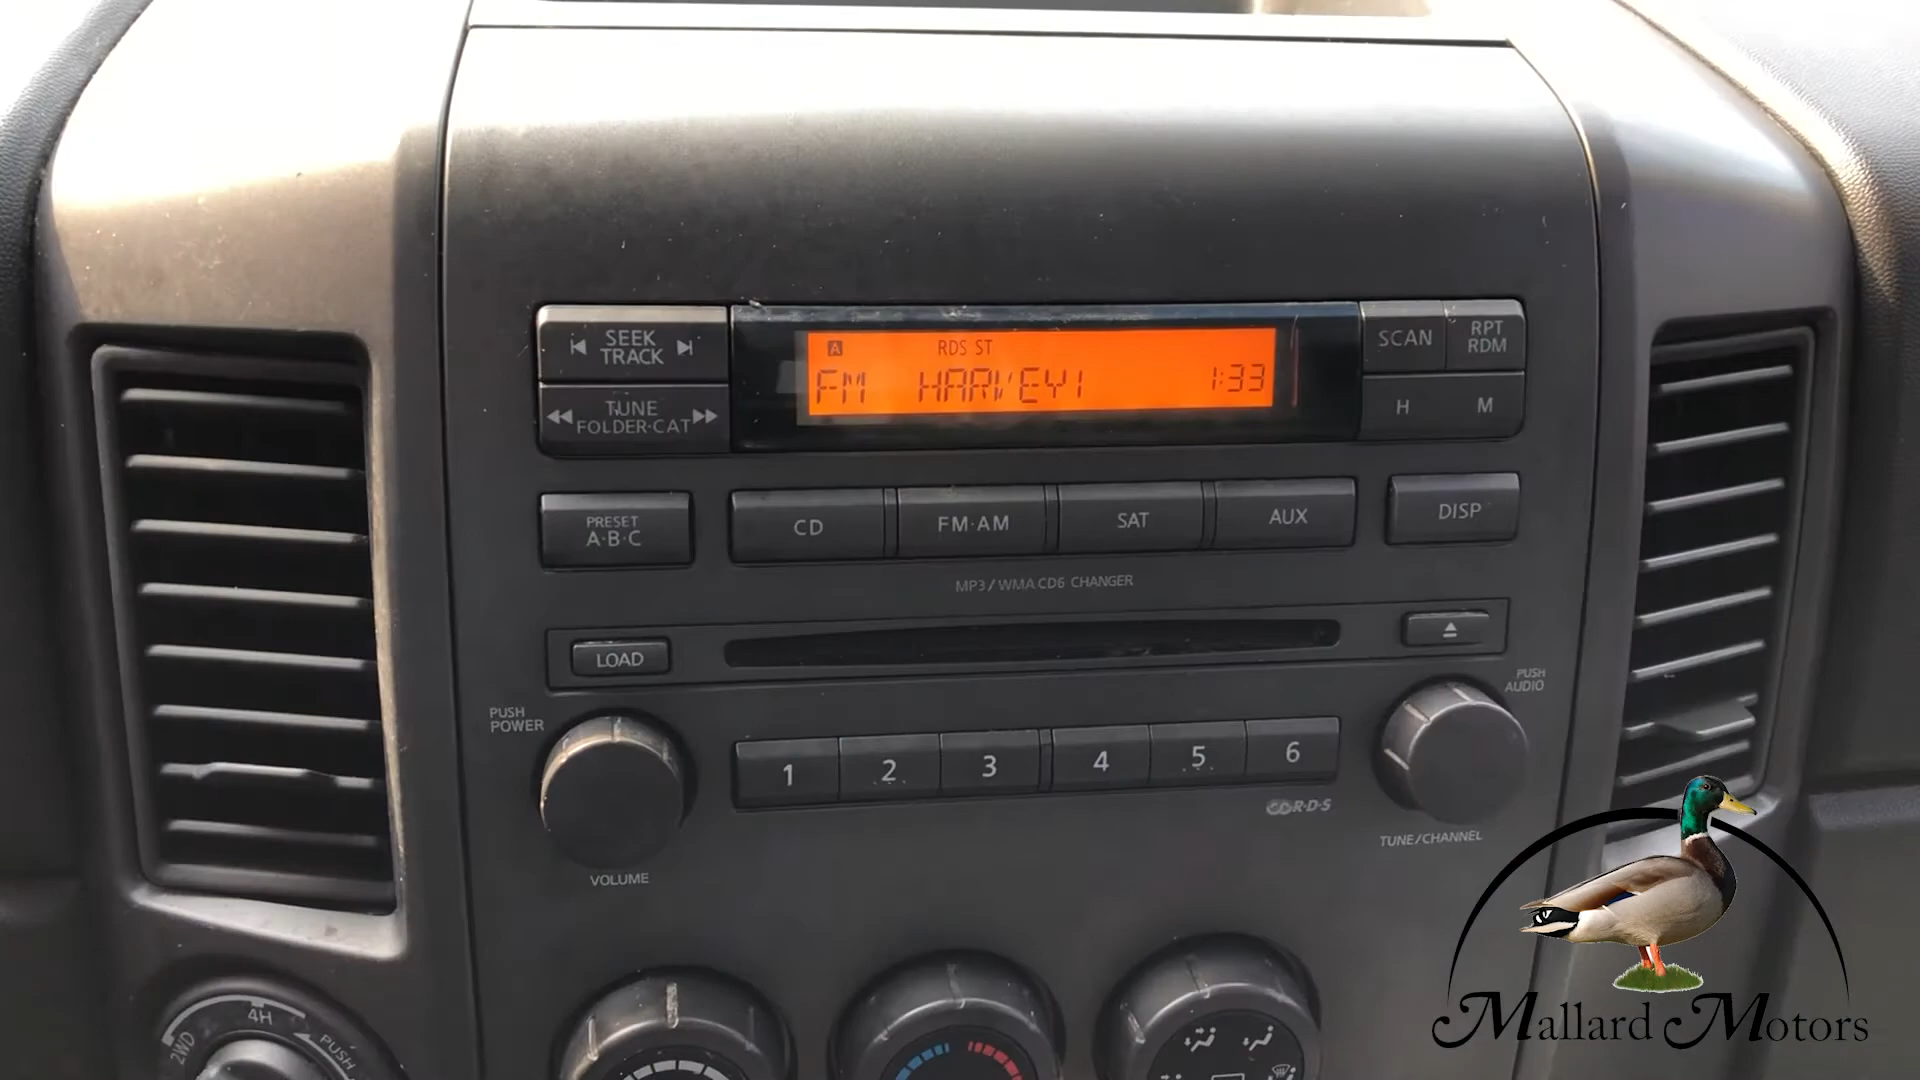 SEEK
TRACK
TUNE
FOLDER·CAT
A
RDS ST
FM HARVEY1 1:33
SCAN
RPT
RDM
H
M
PRESET
A·B·C
CD
FM·AM
SAT
AUX
DISP
MP3/WMA CD6 CHANGER
LOAD
PUSH
POWER
PUSH
AUDIO
1
2
3
4
5
6
R·D·S
VOLUME
TUNE/CHANNEL
2WD
4H
PUSH
Mallard Motors